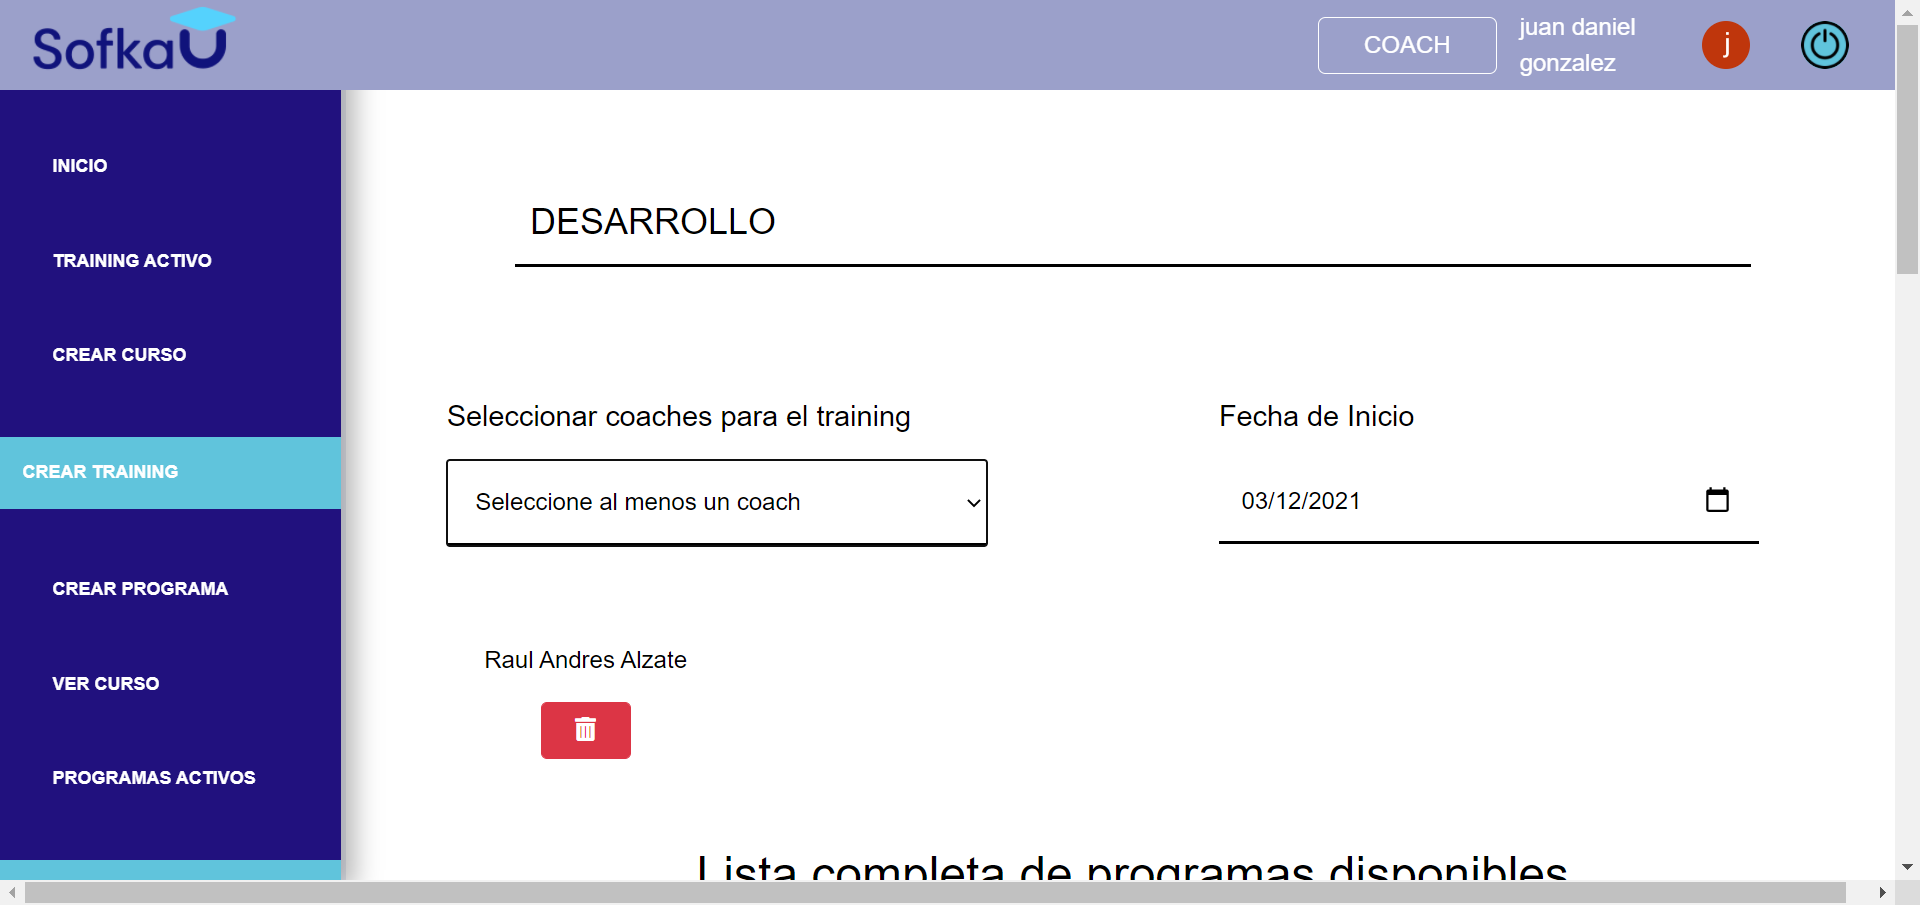 SofkaU
COACH
juan daniel
gonzalez
j
INICIO
TRAINING ACTIVO
CREAR CURSO
CREAR TRAINING
CREAR PROGRAMA
VER CURSO
PROGRAMAS ACTIVOS
DESARROLLO
Seleccionar coaches para el training
Fecha de Inicio
Seleccione al menos un coach
03/12/2021
Raul Andres Alzate
Lista completa de programas disponibles